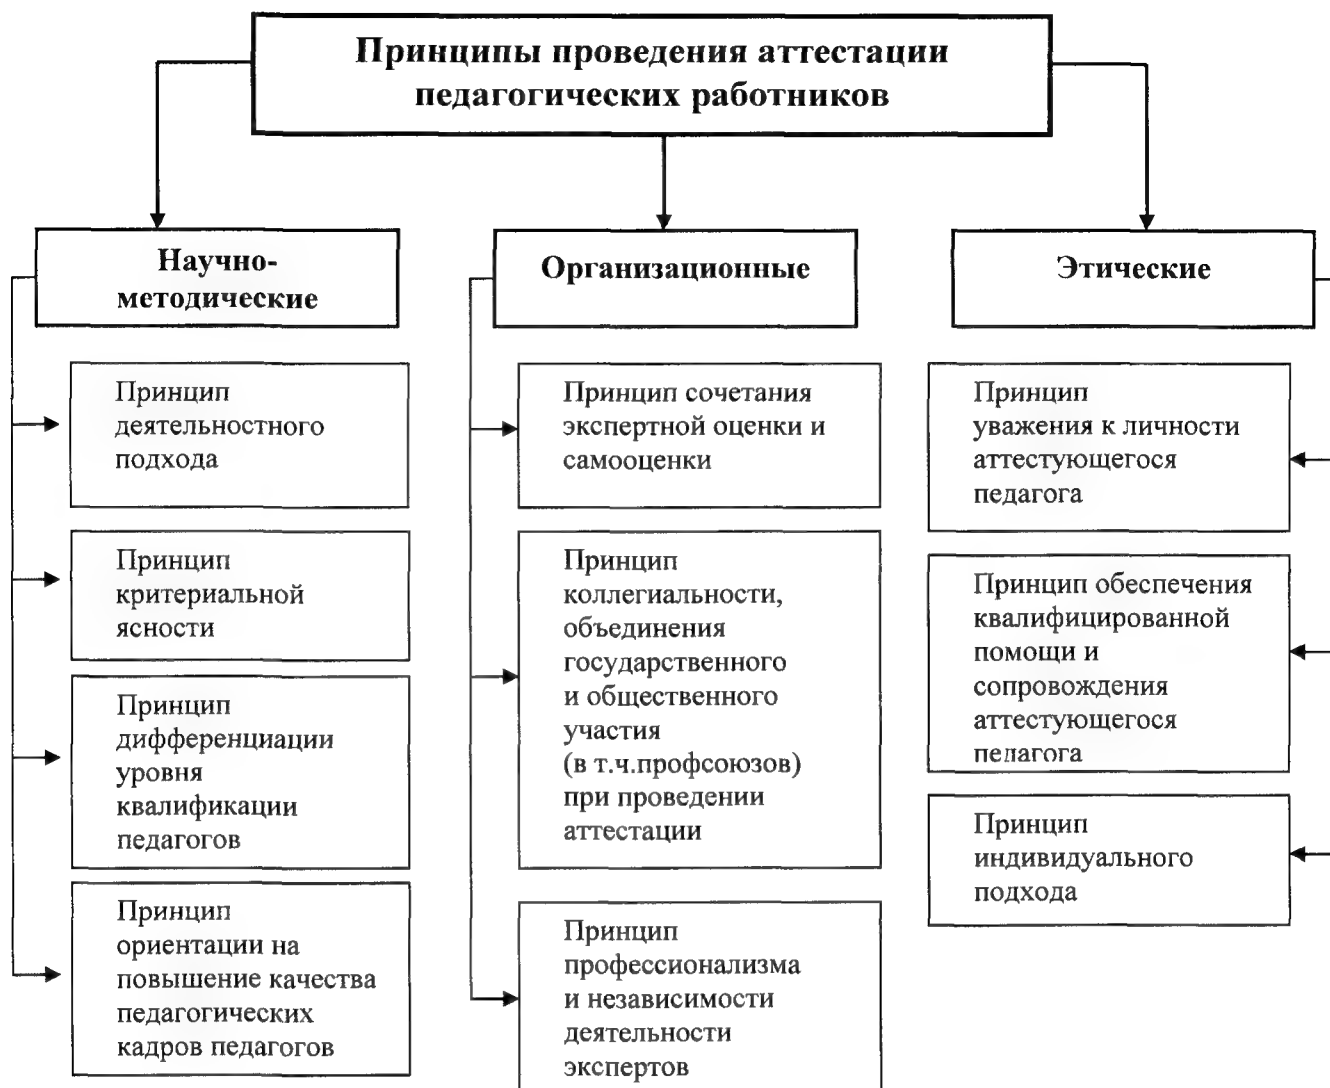 Принципы проведения аттестации
педагогических работников
Научно-
методические
Принцип
деятельностного
подхода
Принцип
критериальной
ясности
Принцип
дифференциации
уровня
квалификации
педагогов
Принцип
ориентации на
повышение качества
педагогических
кадров педагогов
Организационные
Принцип сочетания
экспертной оценки и
самооценки
Принцип
коллегиальности,
объединения
государственного
и общественного
участия
(в т.ч.профсоюзов)
при проведении
аттестации
Принцип
профессионализма
и независимости
деятельности
экспертов
Этические
Принцип
уважения к личности
аттестующегося
педагога
Принцип обеспечения
квалифицированной
помощи и
сопровождения
аттестующегося
педагога
Принцип
индивидуального
подхода